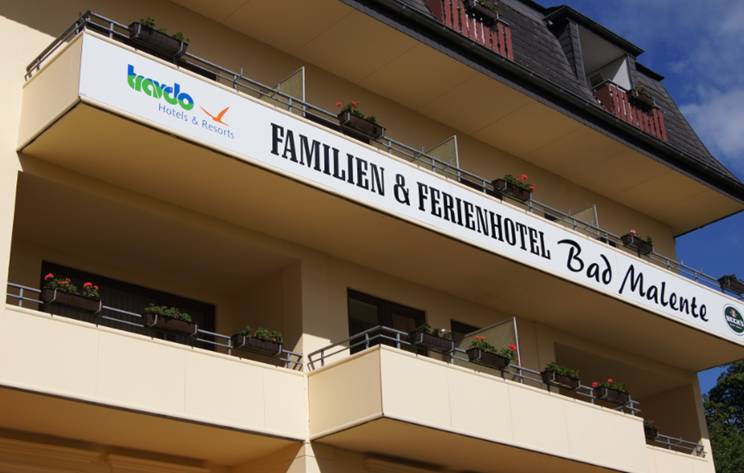 travdo
Hotels & Resorts
FAMILIEN & FERIENHOTEL Bad Malente